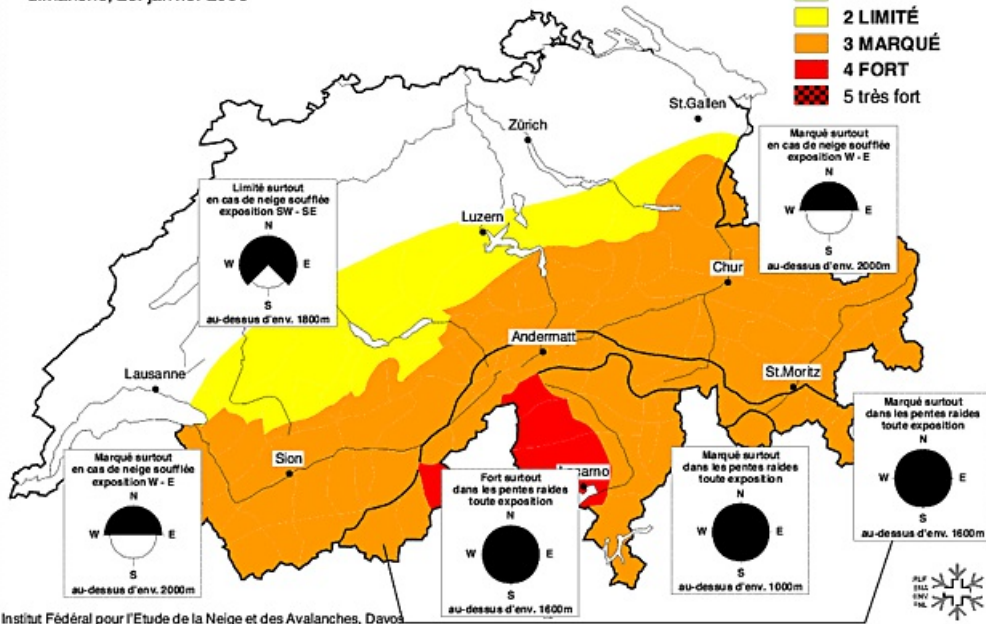 2 LIMITÉ
3 MARQUÉ
4 FORT
5 très fort
St.Gallen
Zürich
Marqué surtout
en cas de neige soufflée
exposition W - E
N
W E
S
au-dessus d'env. 2000m
Limité surtout
en cas de neige soufflée
exposition SW - SE
N
W E
S
au-dessus d'env. 1800m
Luzern
Chur
Andermatt
Lausanne
St.Moritz
Marqué surtout
dans les pentes raides
toute exposition
N
W E
S
au-dessus d'env. 1600m
Sion
Marqué surtout
en cas de neige soufflée
exposition W - E
N
W E
S
au-dessus d'env. 2000m
Fort surtout
dans les pentes raides
toute exposition
N
W E
S
au-dessus d'env. 1600m
Marqué surtout
dans les pentes raides
toute exposition
N
W E
S
au-dessus d'env. 1000m
Institut Fédéral pour l'Etude de la Neige et des Avalanches, Davos